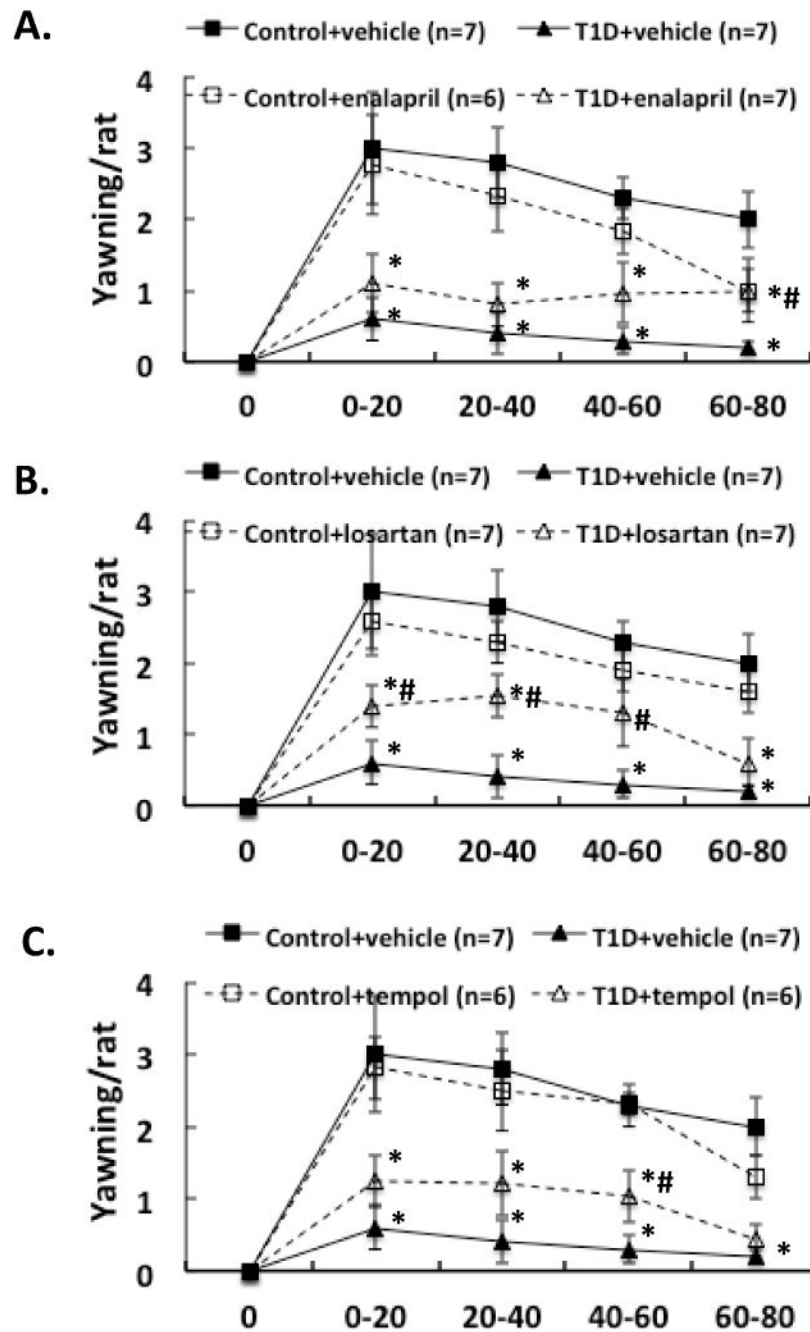 A.
Control+vehicle (n=7) T1D+vehicle (n=7)
Control+enalapril (n=6) T1D+enalapril (n=7)
Yawning/rat
4
3
2
1
0
* * * *#
* * * *
0 0-20 20-40 40-60 60-80
B.
Control+vehicle (n=7) T1D+vehicle (n=7)
Control+losartan (n=7) T1D+losartan (n=7)
Yawning/rat
4
3
2
1
0
*# *# # *
* * * *
0 0-20 20-40 40-60 60-80
C.
Control+vehicle (n=7) T1D+vehicle (n=7)
Control+tempol (n=6) T1D+tempol (n=6)
Yawning/rat
4
3
2
1
0
* * *#
* * * *
0 0-20 20-40 40-60 60-80